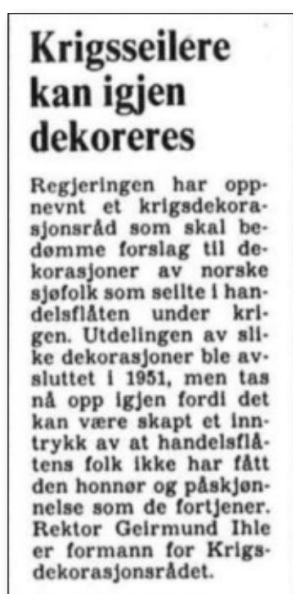 Krigsseilere
kan igjen
dekoreres
Regjeringen har opp-
nevnt et krigsdekora-
sjonsråd som skal be-
dømme forslag til de-
korasjoner av norske
sjøfolk som seilte i han-
delsflåten under kri-
gen. Utdelingen av sli-
ke dekorasjoner ble av-
sluttet i 1951, men tas
nå opp igjen fordi det
kan være skapt et inn-
trykk av at handelsflå-
tens folk ikke har fått
den honnør og påskjøn-
nelse som de fortjener.
Rektor Geirmund Ihle
er formann for Krigs-
dekorasjonsrådet.